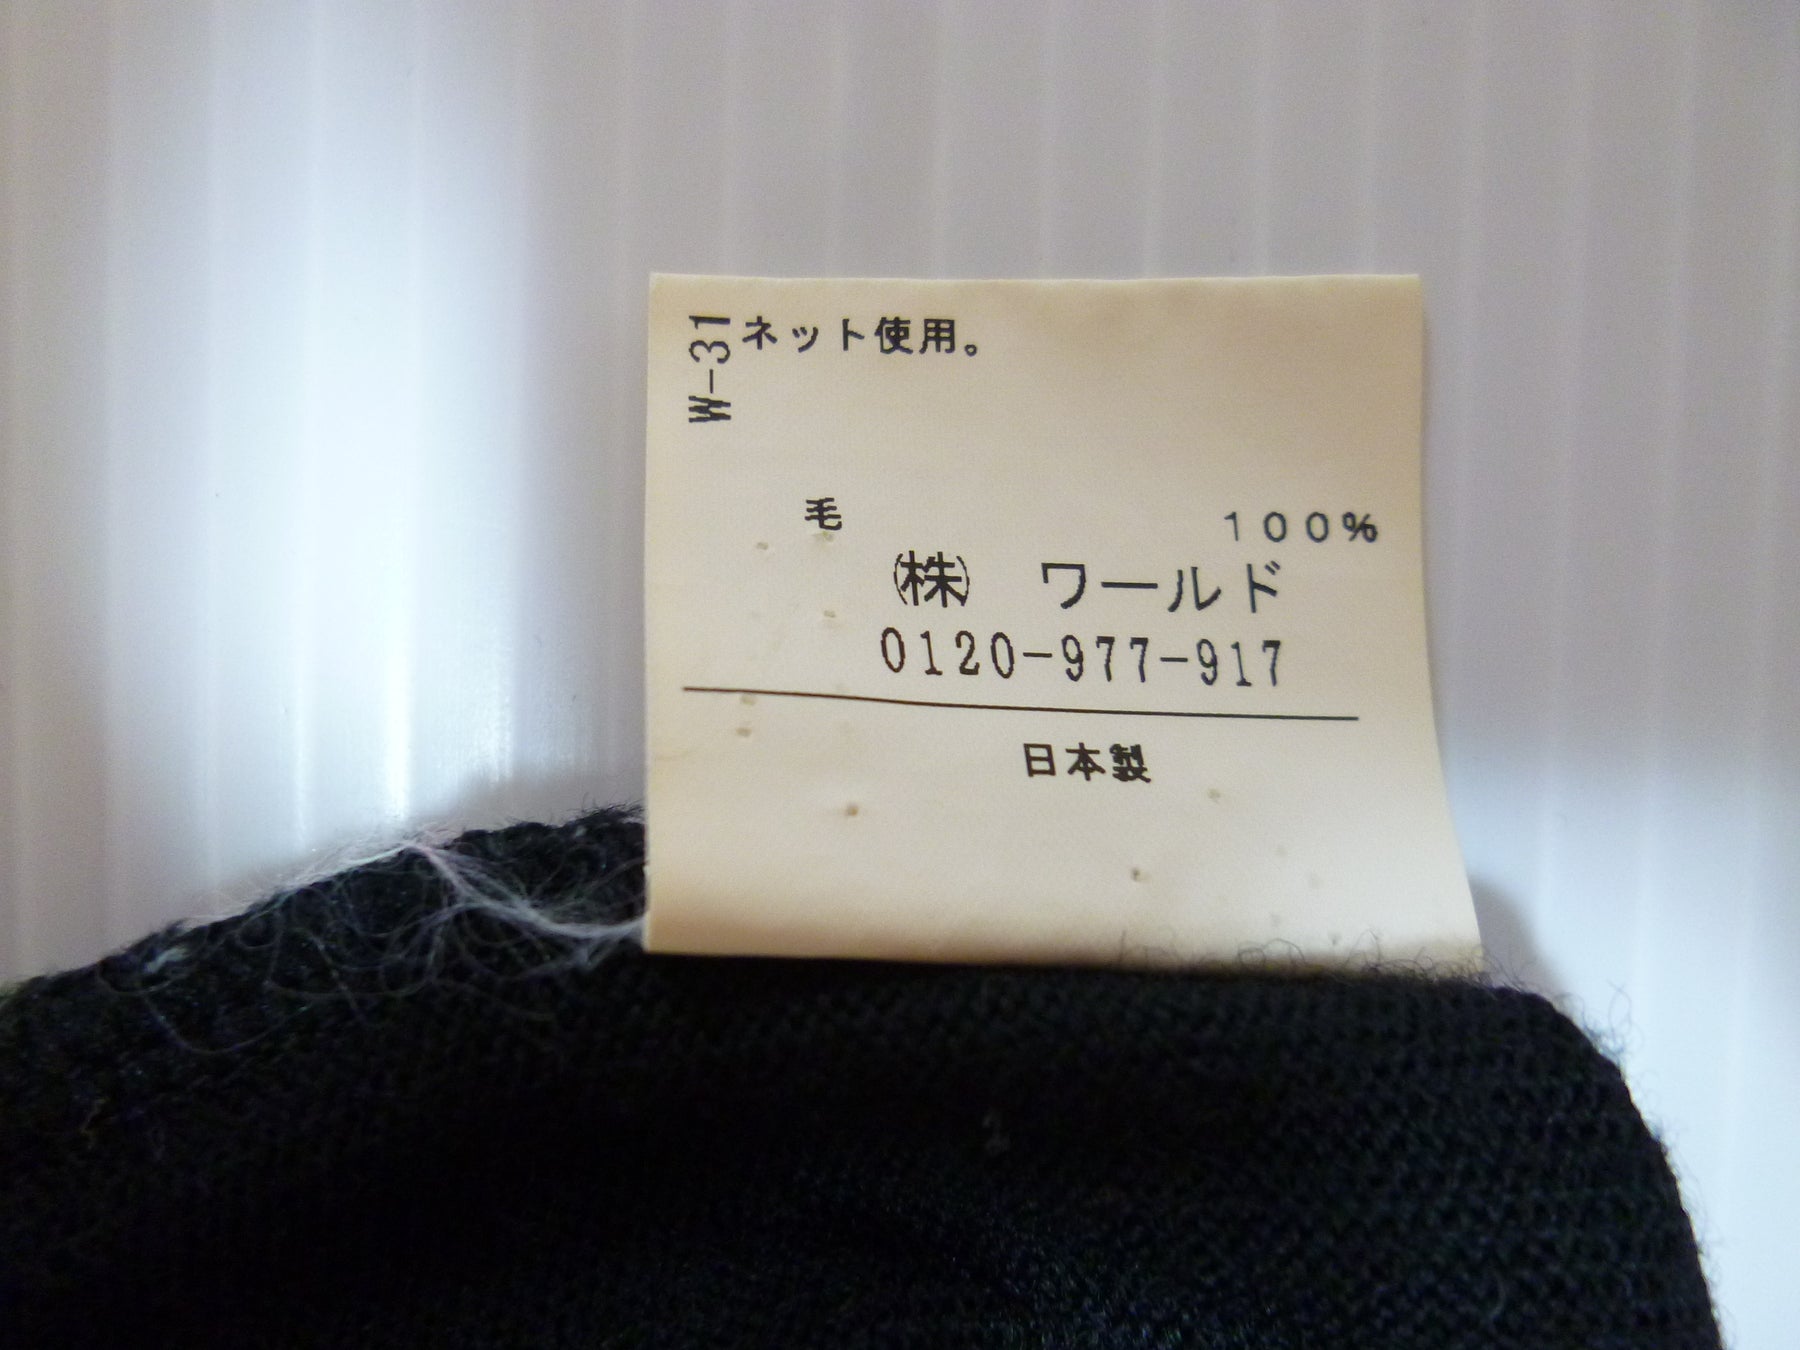 W-31
ネット使用。
毛 100%
㈱ ワールド
0120-977-917
日本製